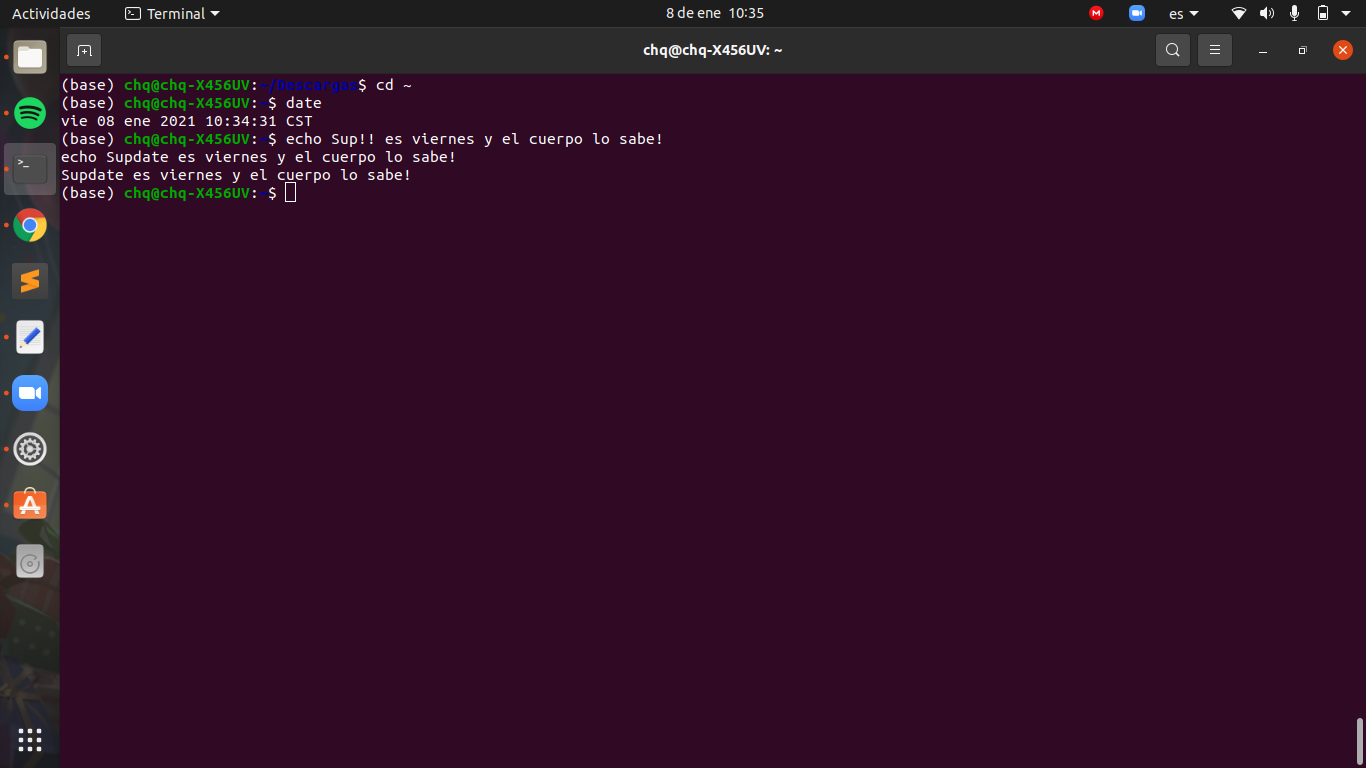 Actividades Terminal 8 de ene 10:35 es
chq@chq-X456UV: ~
(base) chq@chq-X456UV:~/Descargas$ cd ~
(base) chq@chq-X456UV:~$ date
vie 08 ene 2021 10:34:31 CST
(base) chq@chq-X456UV:~$ echo Sup!! es viernes y el cuerpo lo sabe!
echo Supdate es viernes y el cuerpo lo sabe!
Supdate es viernes y el cuerpo lo sabe!
(base) chq@chq-X456UV:~$